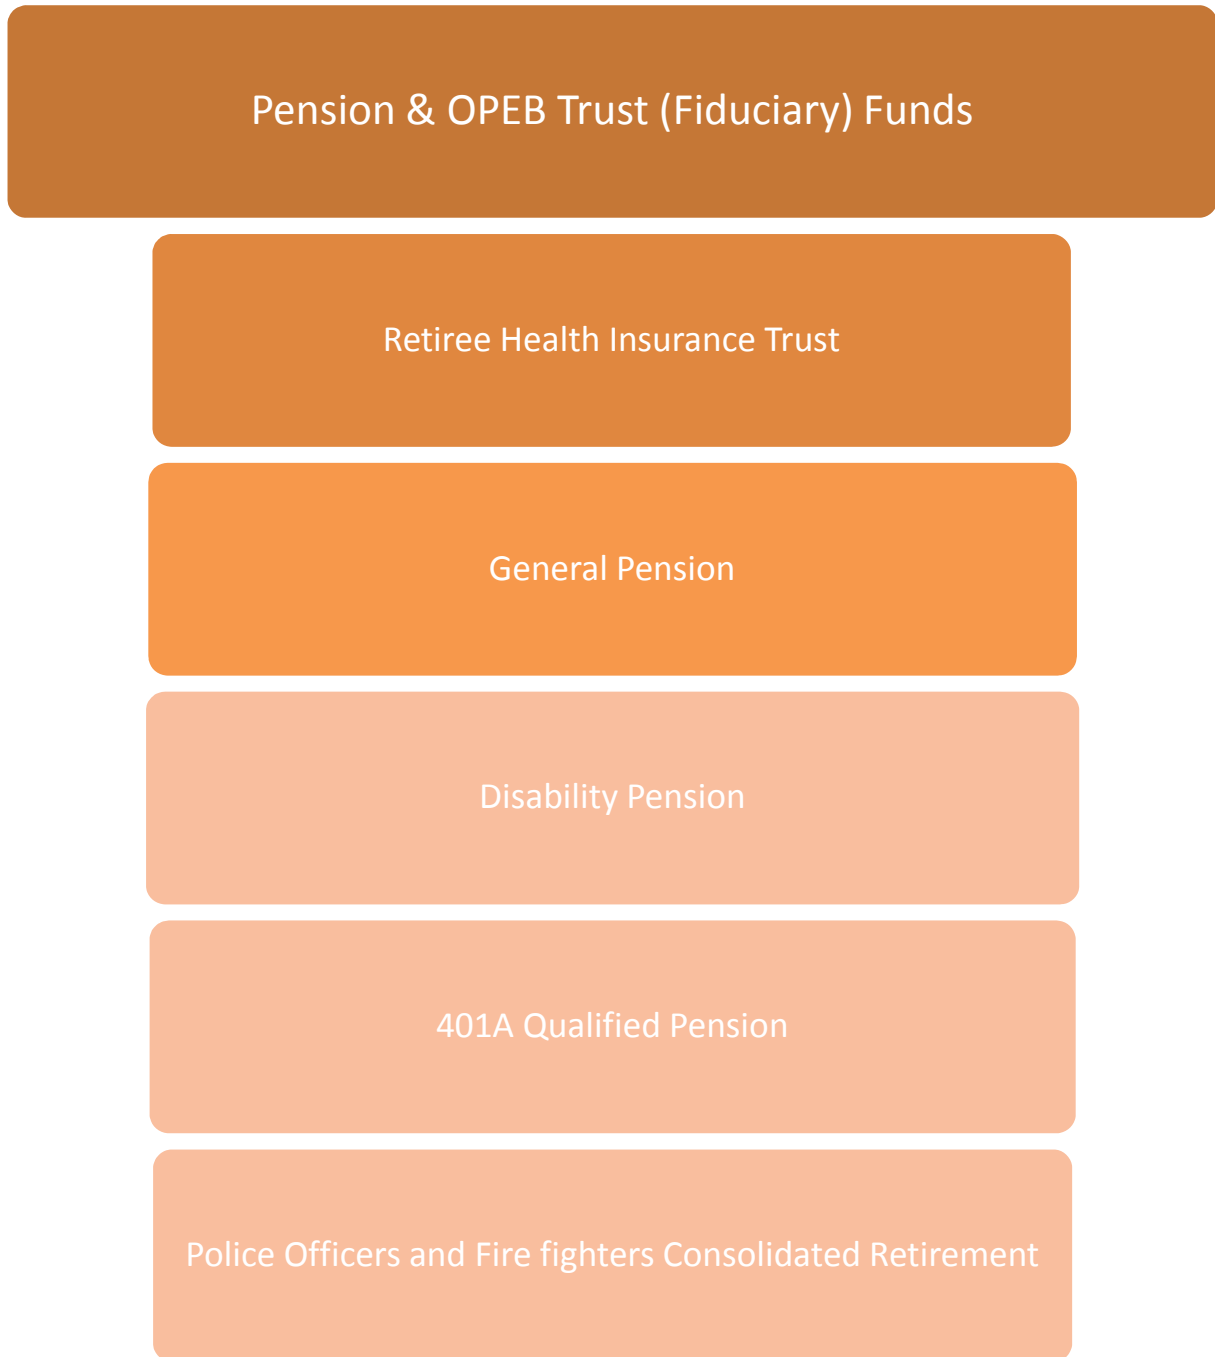 Pension & OPEB Trust (Fiduciary) Funds
Retiree Health Insurance Trust
General Pension
Disability Pension
401A Qualified Pension
Police Officers and Fire fighters Consolidated Retirement